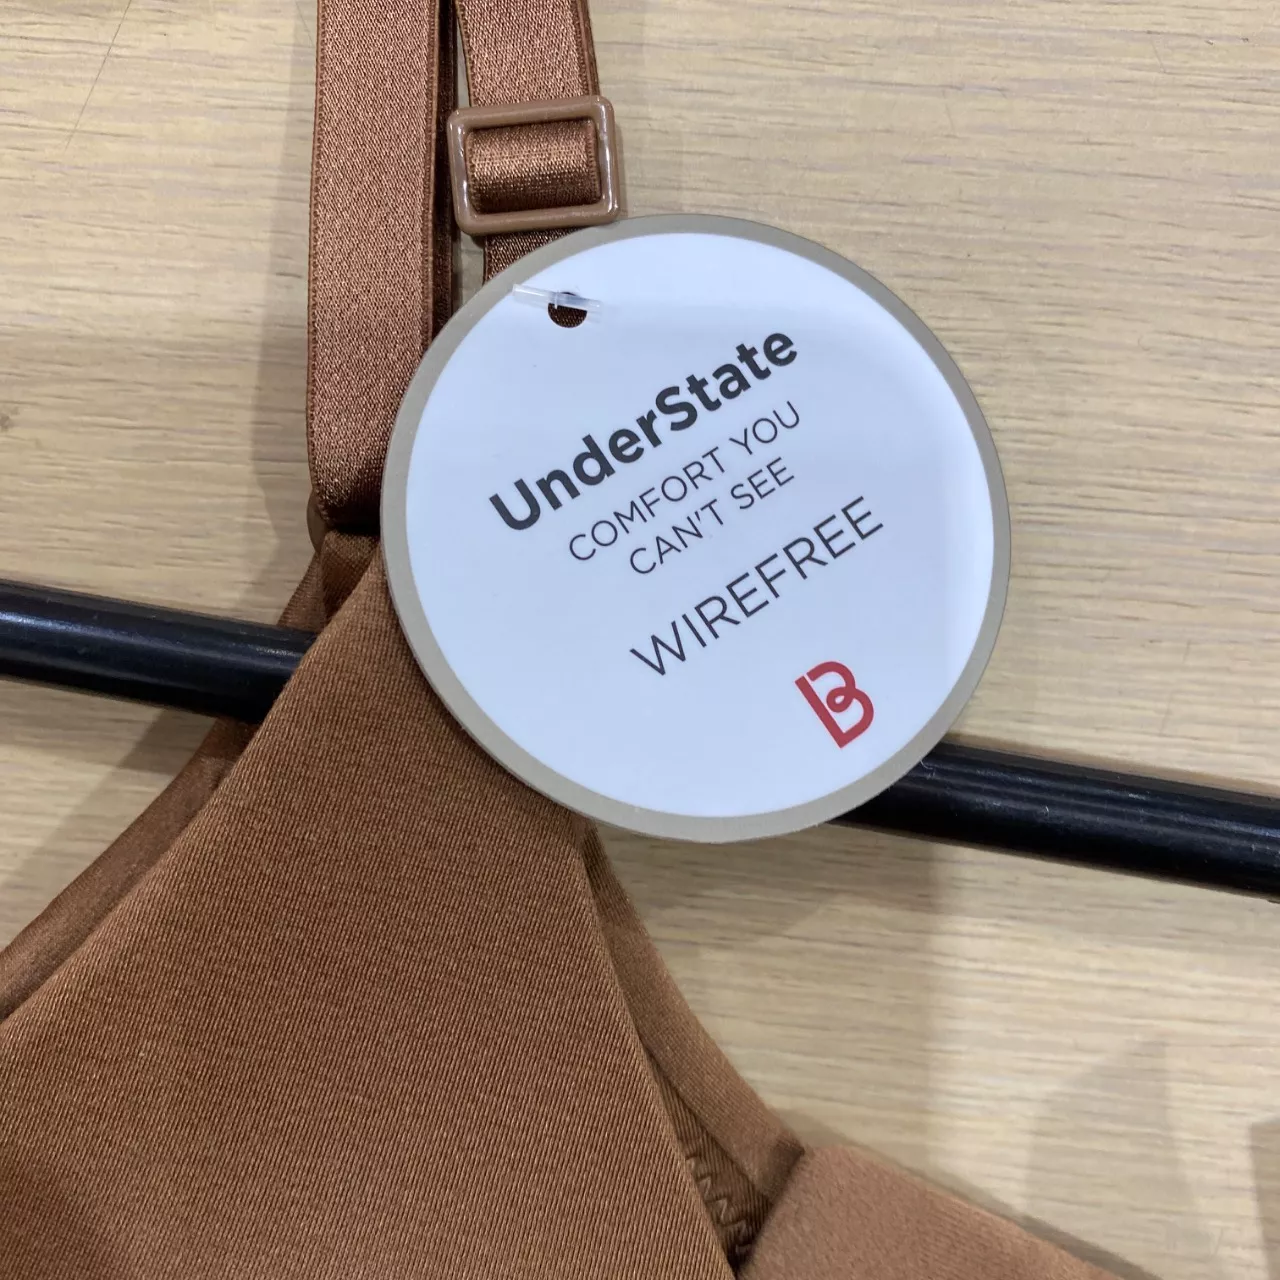 UnderState
COMFORT YOU
CAN'T SEE
WIREFREE
B